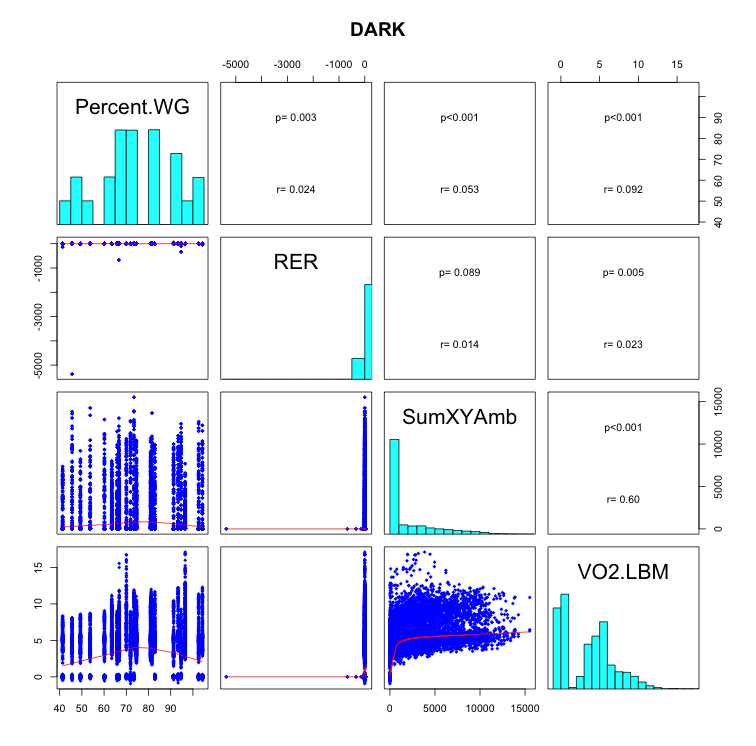 DARK
-5000 -3000 -1000 0
0 5 10 15
Percent.WG
p= 0.003
r= 0.024
p<0.001
r= 0.053
p<0.001
r= 0.092
40 50 60 70 80 90
-5000 -3000 -1000
RER
p= 0.089
r= 0.014
p= 0.005
r= 0.023
SumXYAmb
p<0.001
r= 0.60
0 5000 10000 15000
0 5 10 15
VO2.LBM
40 50 60 70 80 90
0 5000 10000 15000